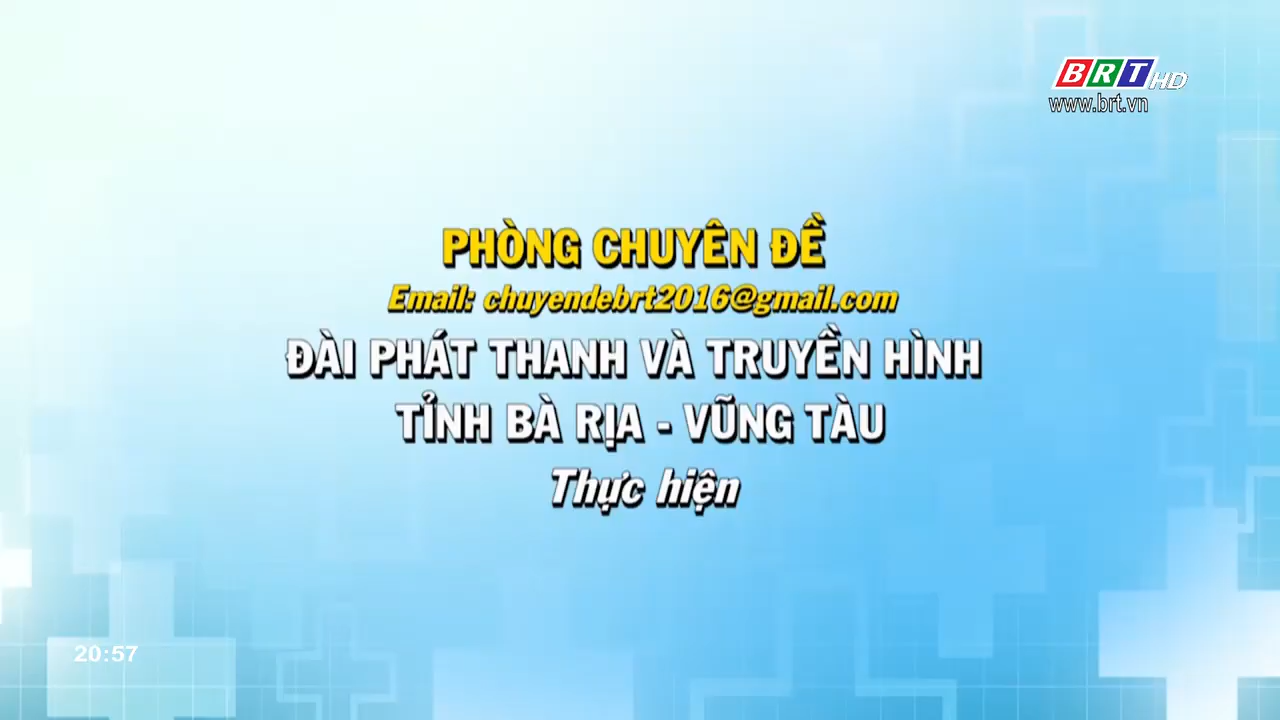 BRT HD
www.brt.vn
PHÒNG CHUYÊN ĐỀ
Email: chuyendebrt2016@gmail.com
ĐÀI PHÁT THANH VÀ TRUYỀN HÌNH
TỈNH BÀ RỊA - VŨNG TÀU
Thực hiện
20:57